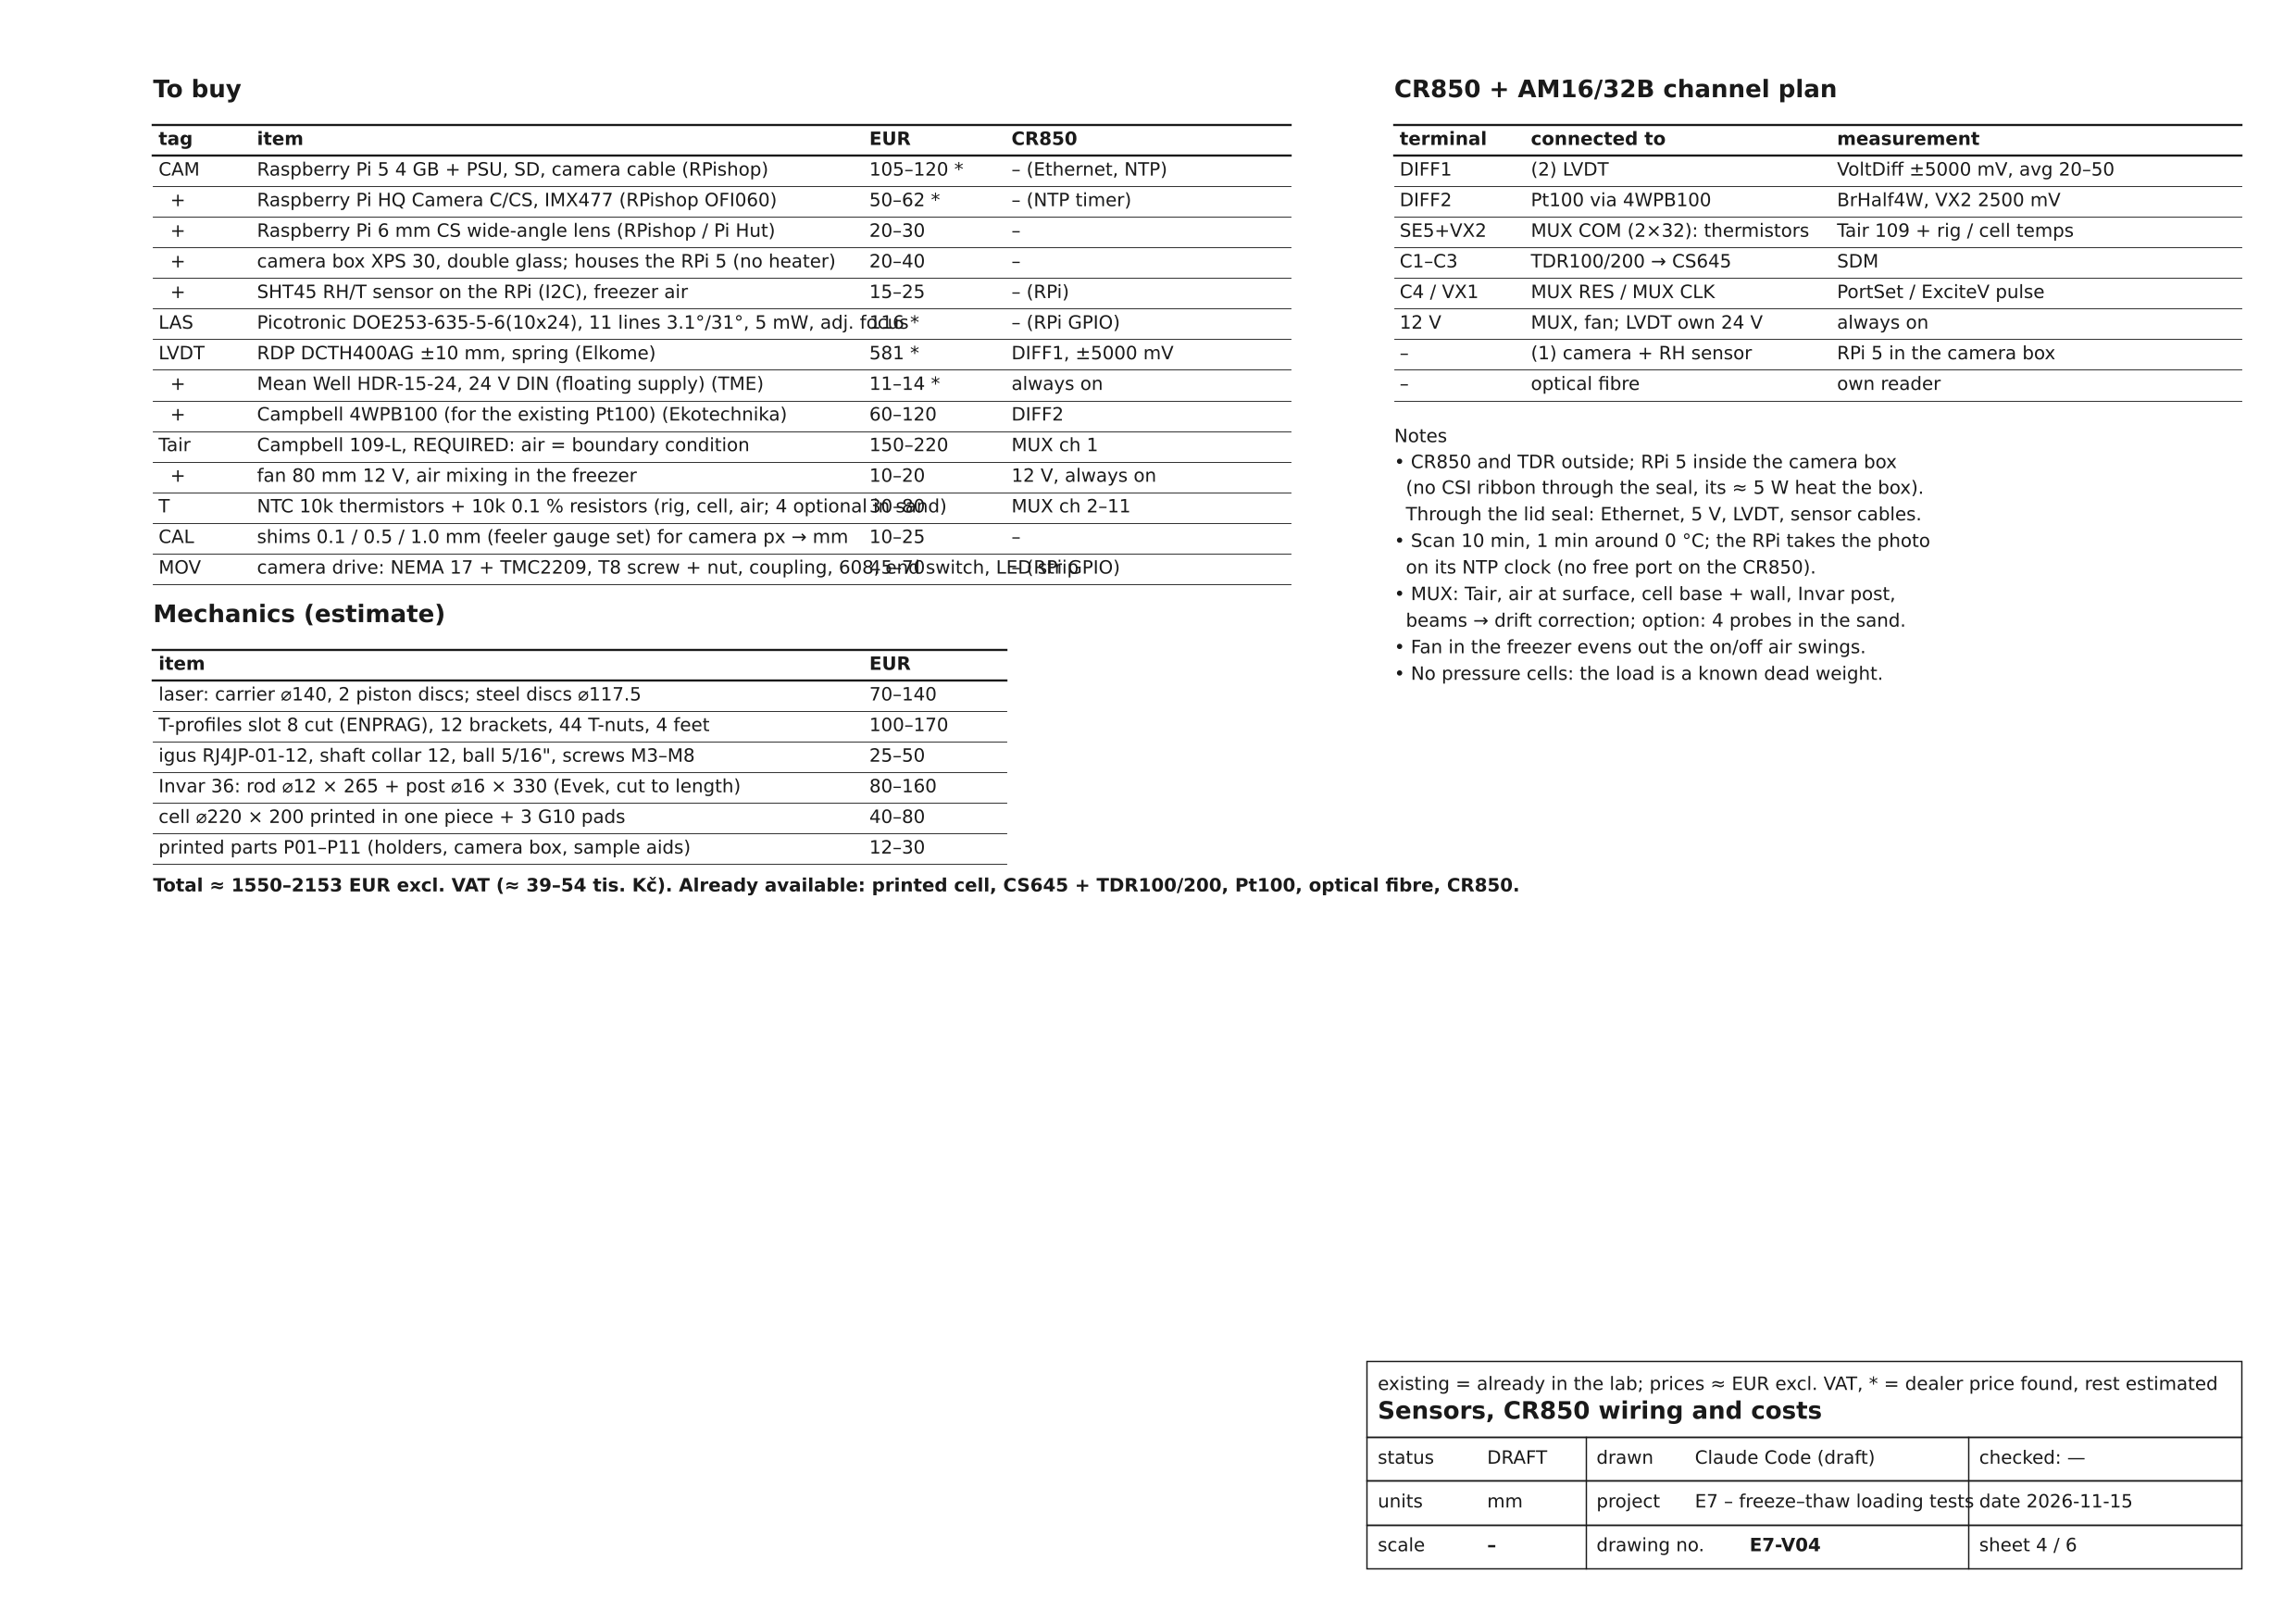 To buy
tag item EUR CR850
CAM Raspberry Pi 5 4 GB + PSU, SD, camera cable (RPishop) 105–120 * – (Ethernet, NTP)
+ Raspberry Pi HQ Camera C/CS, IMX477 (RPishop OFI060) 50–62 * – (NTP timer)
+ Raspberry Pi 6 mm CS wide-angle lens (RPishop / Pi Hut) 20–30 –
+ camera box XPS 30, double glass; houses the RPi 5 (no heater) 20–40 –
+ SHT45 RH/T sensor on the RPi (I2C), freezer air 15–25 – (RPi)
LAS Picotronic DOE253-635-5-6(10x24), 11 lines 3.1°/31°, 5 mW, adj. focus 116 * – (RPi GPIO)
LVDT RDP DCTH400AG ±10 mm, spring (Elkome) 581 * DIFF1, ±5000 mV
+ Mean Well HDR-15-24, 24 V DIN (floating supply) (TME) 11–14 * always on
+ Campbell 4WPB100 (for the existing Pt100) (Ekotechnika) 60–120 DIFF2
Tair Campbell 109-L, REQUIRED: air = boundary condition 150–220 MUX ch 1
+ fan 80 mm 12 V, air mixing in the freezer 10–20 12 V, always on
T NTC 10k thermistors + 10k 0.1 % resistors (rig, cell, air; 4 optional in sand) 30–80 MUX ch 2–11
CAL shims 0.1 / 0.5 / 1.0 mm (feeler gauge set) for camera px → mm 10–25 –
MOV camera drive: NEMA 17 + TMC2209, T8 screw + nut, coupling, 608, end switch, LED strip 45–70 – (RPi GPIO)
Mechanics (estimate)
item EUR
laser: carrier ⌀140, 2 piston discs; steel discs ⌀117.5 70–140
T-profiles slot 8 cut (ENPRAG), 12 brackets, 44 T-nuts, 4 feet 100–170
igus RJ4JP-01-12, shaft collar 12, ball 5/16", screws M3–M8 25–50
Invar 36: rod ⌀12 × 265 + post ⌀16 × 330 (Evek, cut to length) 80–160
cell ⌀220 × 200 printed in one piece + 3 G10 pads 40–80
printed parts P01–P11 (holders, camera box, sample aids) 12–30
Total ≈ 1550–2153 EUR excl. VAT (≈ 39–54 tis. Kč). Already available: printed cell, CS645 + TDR100/200, Pt100, optical fibre, CR850.
CR850 + AM16/32B channel plan
terminal connected to measurement
DIFF1 (2) LVDT VoltDiff ±5000 mV, avg 20–50
DIFF2 Pt100 via 4WPB100 BrHalf4W, VX2 2500 mV
SE5+VX2 MUX COM (2×32): thermistors Tair 109 + rig / cell temps
C1–C3 TDR100/200 → CS645 SDM
C4 / VX1 MUX RES / MUX CLK PortSet / ExciteV pulse
12 V MUX, fan; LVDT own 24 V always on
– (1) camera + RH sensor RPi 5 in the camera box
– optical fibre own reader
Notes
• CR850 and TDR outside; RPi 5 inside the camera box
(no CSI ribbon through the seal, its ≈ 5 W heat the box).
Through the lid seal: Ethernet, 5 V, LVDT, sensor cables.
• Scan 10 min, 1 min around 0 °C; the RPi takes the photo
on its NTP clock (no free port on the CR850).
• MUX: Tair, air at surface, cell base + wall, Invar post,
beams → drift correction; option: 4 probes in the sand.
• Fan in the freezer evens out the on/off air swings.
• No pressure cells: the load is a known dead weight.
existing = already in the lab; prices ≈ EUR excl. VAT, * = dealer price found, rest estimated
Sensors, CR850 wiring and costs
status DRAFT drawn Claude Code (draft) checked: —
units mm project E7 – freeze–thaw loading tests date 2026-11-15
scale – drawing no. E7-V04 sheet 4 / 6